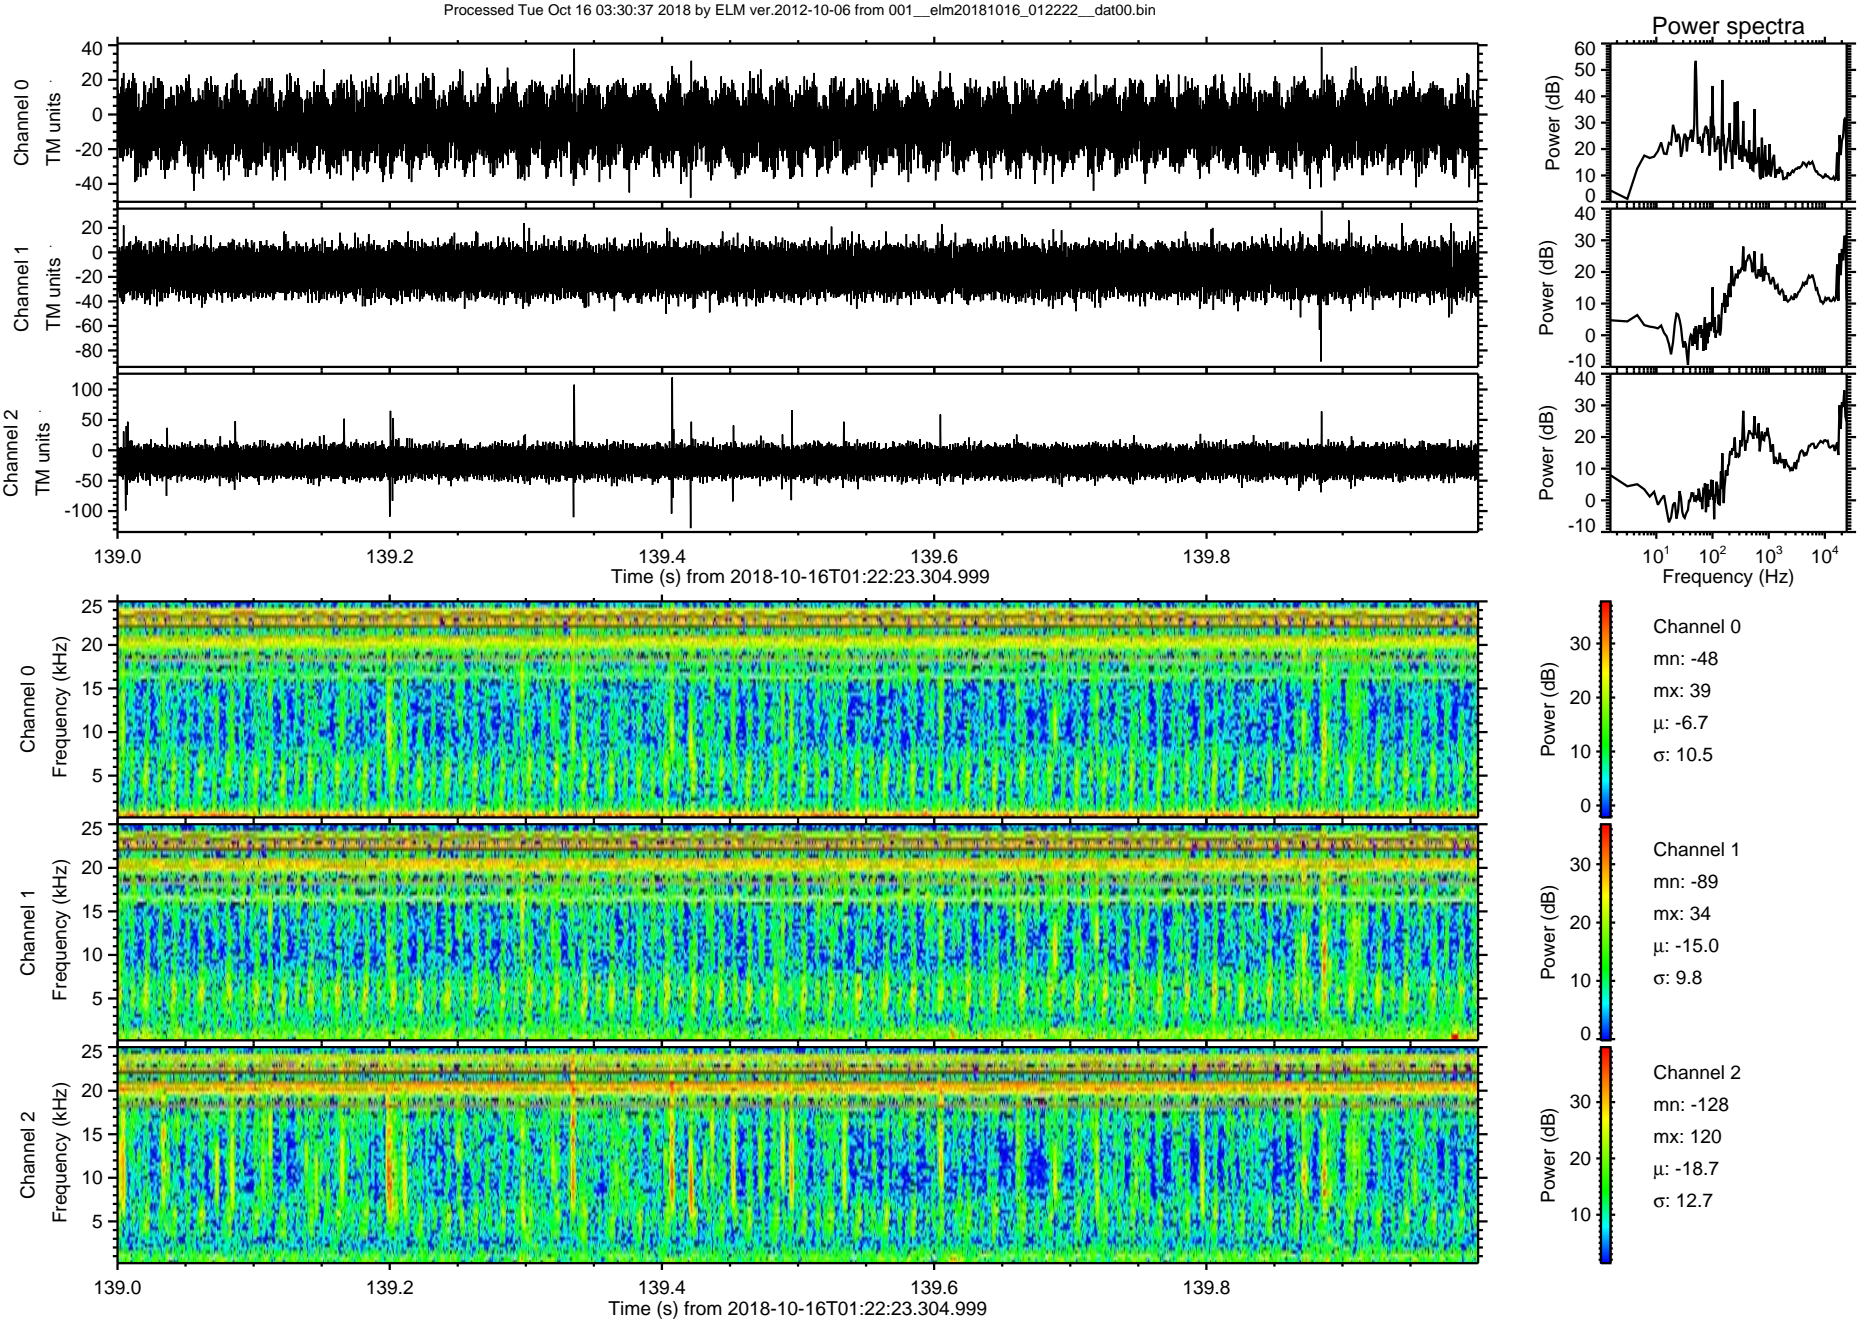 Processed Tue Oct 16 03:30:37 2018 by ELM ver.2012-10-06 from 001__elm20181016_012222__dat00.bin
Power spectra
Channel 0
TM units
40
20
0
-20
-40
Power (dB)
60
50
40
30
20
10
0
Channel 1
TM units
20
0
-20
-40
-60
-80
Power (dB)
40
30
20
10
0
-10
Channel 2
TM units
100
50
0
-50
-100
Power (dB)
40
30
20
10
0
-10
139.0 139.2 139.4 139.6 139.8
Time (s) from 2018-10-16T01:22:23.304.999
10¹ 10² 10³ 10⁴
Frequency (Hz)
Channel 0
Frequency (kHz)
25
20
15
10
5
Power (dB)
30
20
10
0
Channel 0
mn: -48
mx: 39
μ: -6.7
σ: 10.5
Channel 1
Frequency (kHz)
25
20
15
10
5
Power (dB)
30
20
10
0
Channel 1
mn: -89
mx: 34
μ: -15.0
σ: 9.8
Channel 2
Frequency (kHz)
25
20
15
10
5
Power (dB)
30
20
10
Channel 2
mn: -128
mx: 120
μ: -18.7
σ: 12.7
139.0 139.2 139.4 139.6 139.8
Time (s) from 2018-10-16T01:22:23.304.999